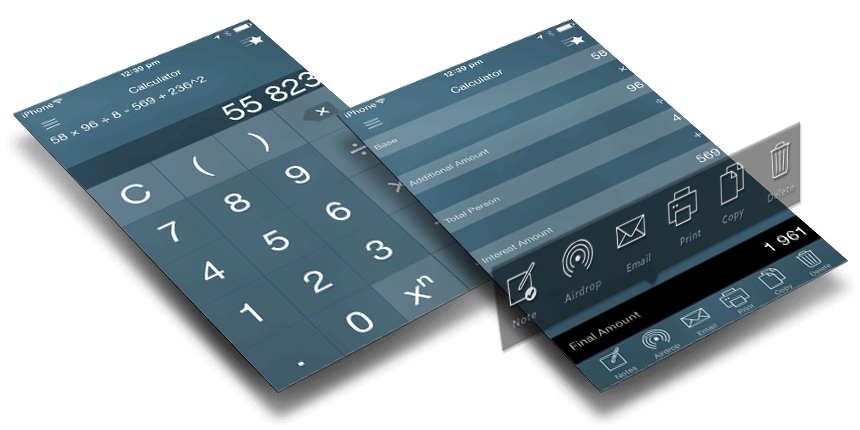 iPhone 12:39 pm
Calculator
58 × 96 ÷ 8 - 569 + 236^2
55 823
C ( ) ×
7 8 9 ÷
4 5 6 ×
1 2 3
. 0 xⁿ
iPhone 12:39 pm
Calculator
58
×
Base 96
÷
Additional Amount 4
+
Total Person 569
Interest Amount
Note Airdrop Email Print Copy Delete
Final Amount 1 961
Notes Airdrop Email Print Copy Delete